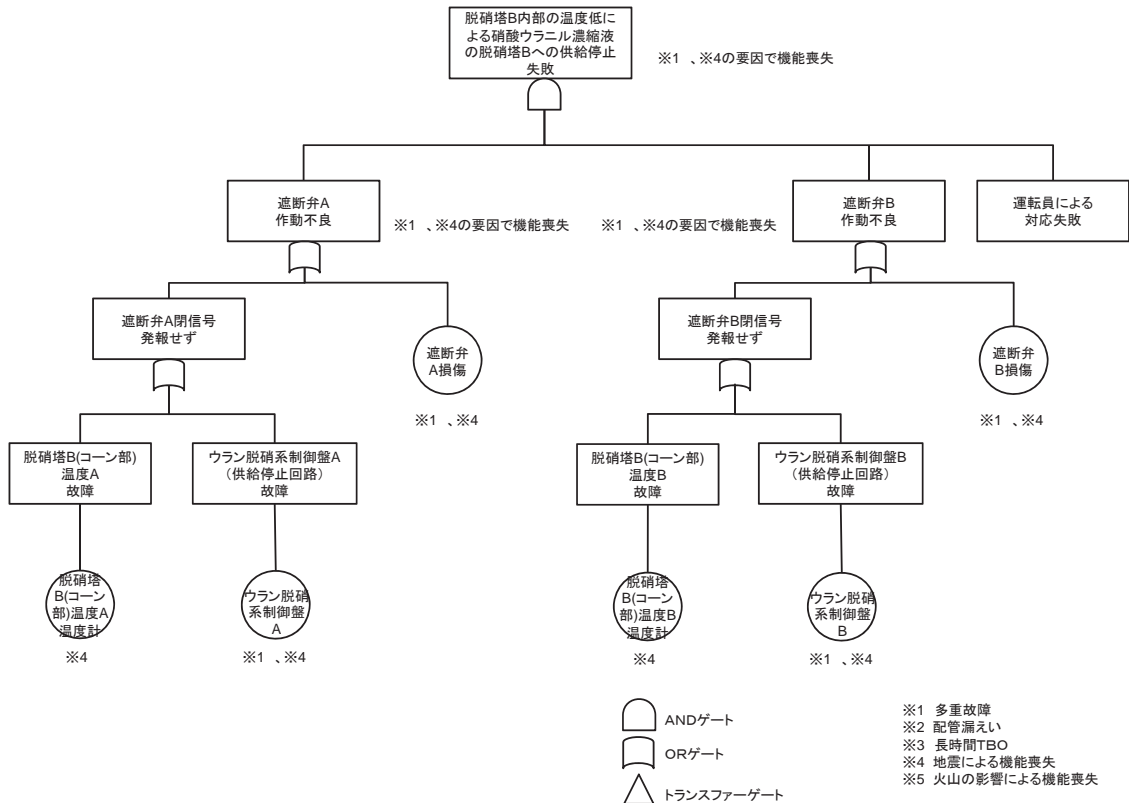 脱硝塔B内部の温度低に
よる硝酸ウラニル濃縮液
の脱硝塔Bへの供給停止
失敗
※1 、※4の要因で機能喪失
遮断弁A
作動不良
※1 、※4の要因で機能喪失
※1 、※4の要因で機能喪失
遮断弁B
作動不良
運転員による
対応失敗
遮断弁A閉信号
発報せず
遮断弁
A損傷
※1 、※4
遮断弁B閉信号
発報せず
遮断弁
B損傷
※1 、※4
脱硝塔B(コーン部)
温度A
故障
ウラン脱硝系制御盤A
(供給停止回路)
故障
脱硝塔B(コーン部)
温度B
故障
ウラン脱硝系制御盤B
(供給停止回路)
故障
脱硝塔
B(コーン
部)温度A
温度計
※4
ウラン脱硝
系制御盤
A
※1 、※4
脱硝塔
B(コーン
部)温度B
温度計
※4
ウラン脱硝
系制御盤
B
※1 、※4
ANDゲート
ORゲート
トランスファーゲート
※1 多重故障
※2 配管漏えい
※3 長時間TBO
※4 地震による機能喪失
※5 火山の影響による機能喪失